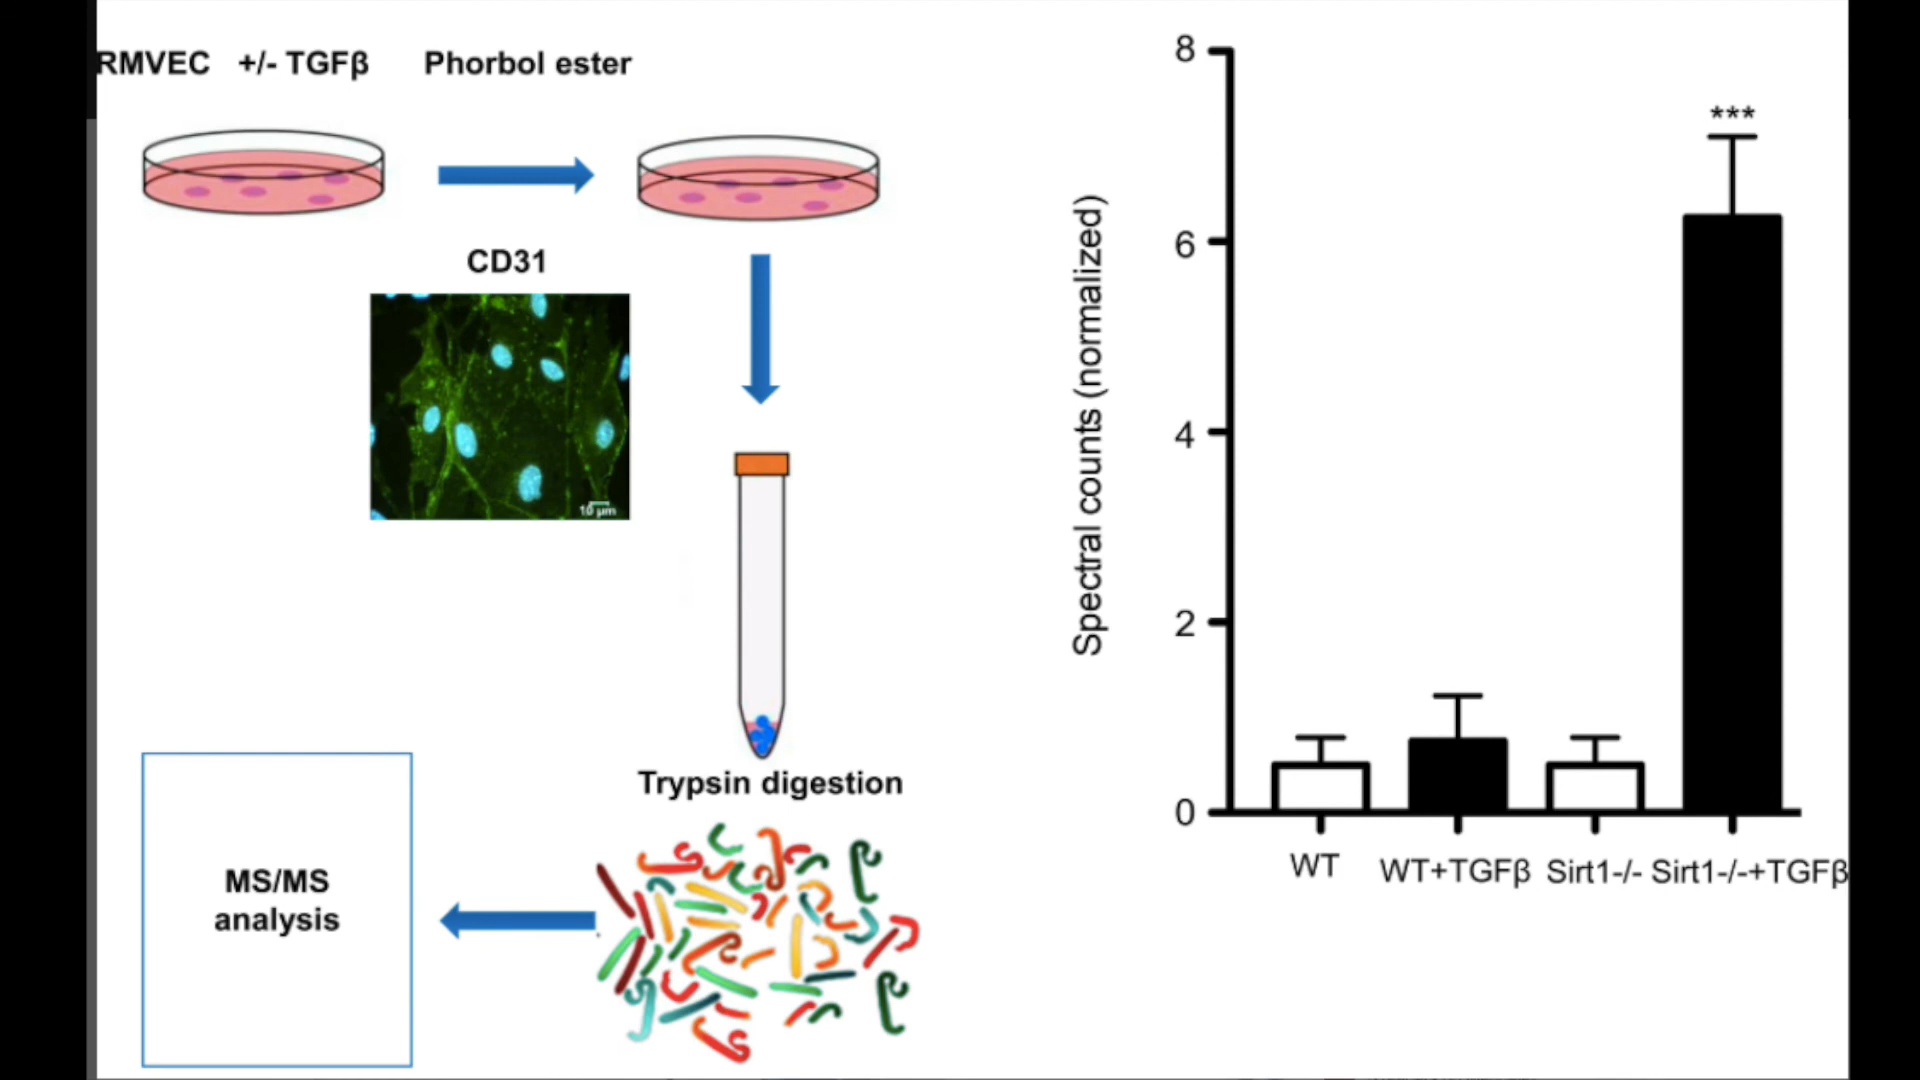 RMVEC +/- TGFβ Phorbol ester
CD31
10 µm
Trypsin digestion
MS/MS
analysis
Spectral counts (normalized)
8
6
4
2
0
***
WT WT+TGFβ Sirt1-/- Sirt1-/-+TGFβ